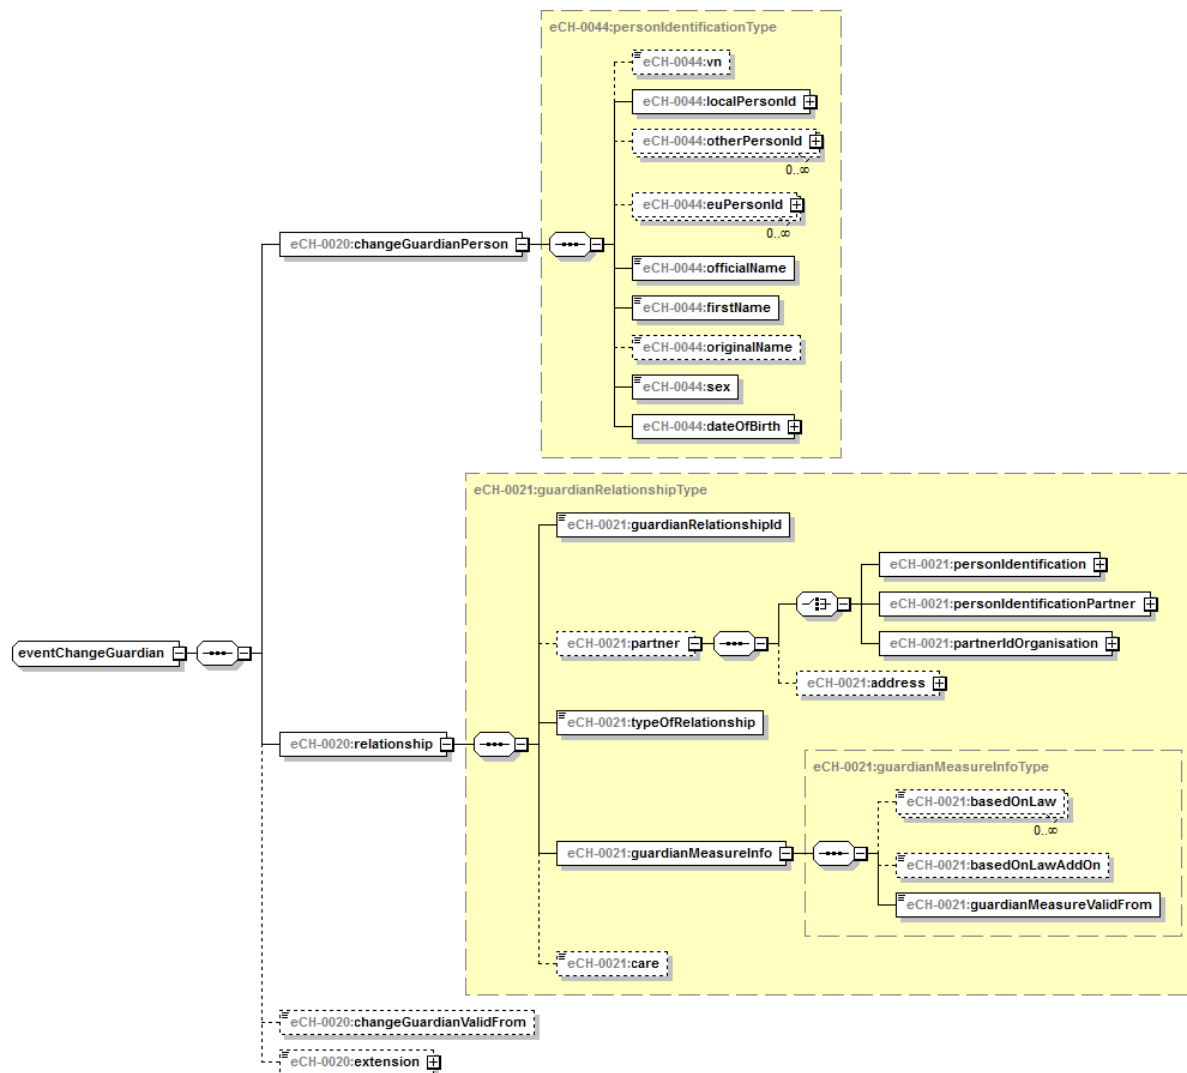 eCH-0044:personIdentificationType
eCH-0044:vn
eCH-0044:localPersonId
eCH-0044:otherPersonId
0..∞
eCH-0044:euPersonId
0..∞
eCH-0020:changeGuardianPerson
eCH-0044:officialName
eCH-0044:firstName
eCH-0044:originalName
eCH-0044:sex
eCH-0044:dateOfBirth
eCH-0021:guardianRelationshipType
eCH-0021:guardianRelationshipId
eCH-0021:personIdentification
eCH-0021:personIdentificationPartner
eventChangeGuardian
eCH-0021:partner
eCH-0021:partnerIdOrganisation
eCH-0021:address
eCH-0021:typeOfRelationship
eCH-0020:relationship
eCH-0021:guardianMeasureInfoType
eCH-0021:basedOnLaw
0..∞
eCH-0021:guardianMeasureInfo
eCH-0021:basedOnLawAddOn
eCH-0021:guardianMeasureValidFrom
eCH-0021:care
eCH-0020:changeGuardianValidFrom
eCH-0020:extension